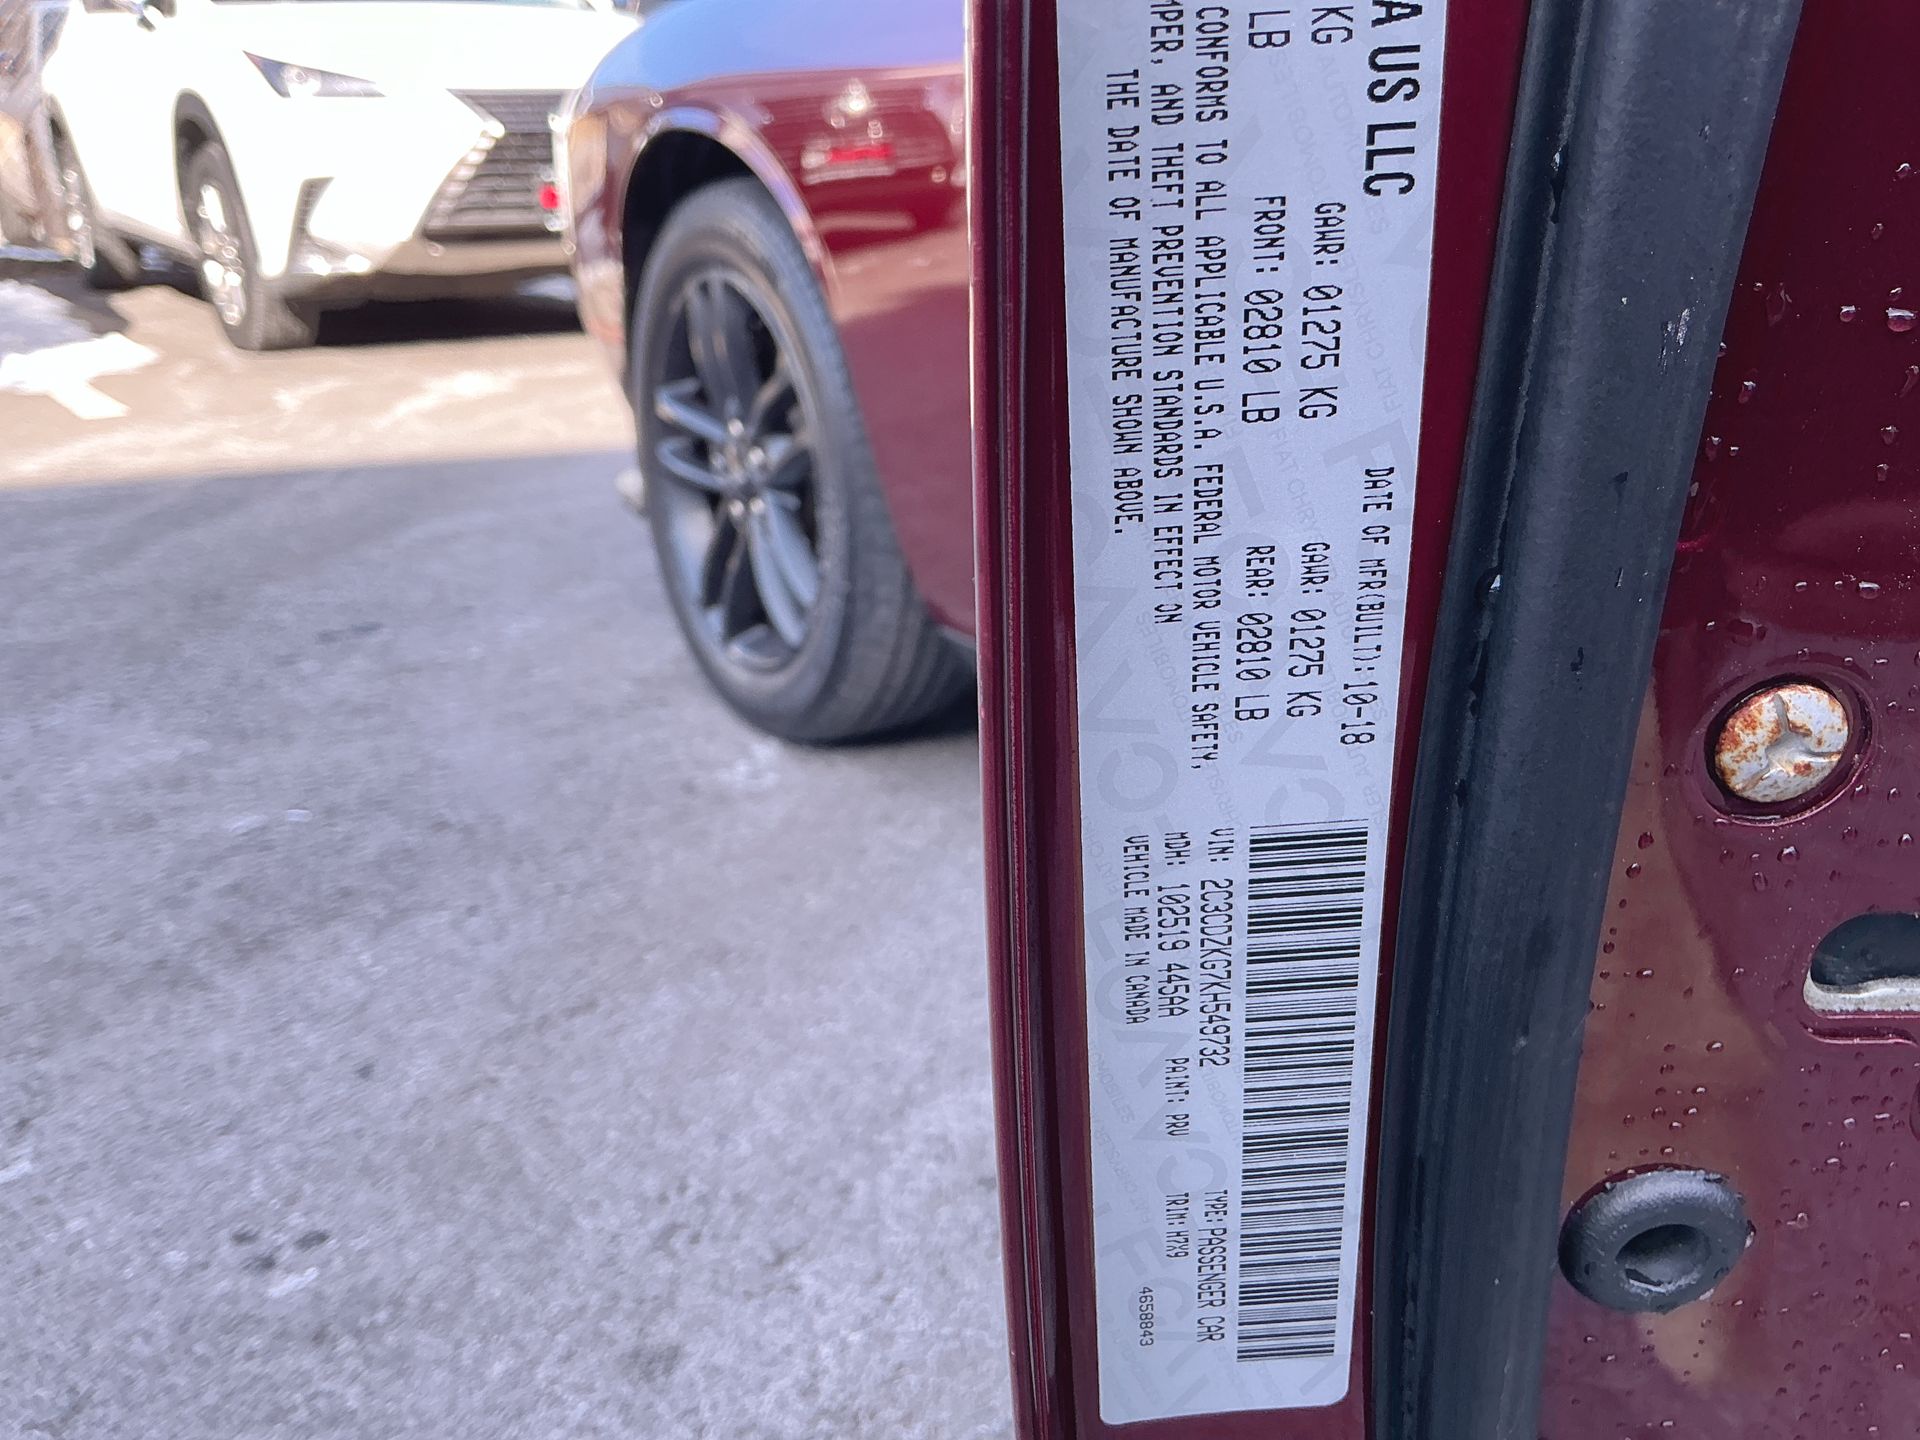 A US LLC
DATE OF MFR(BUILT):10-18
KG GAWR: 01275 KG GAWR: 01275 KG
LB FRONT: 02810 LB REAR: 02810 LB
CONFORMS TO ALL APPLICABLE U.S.A. FEDERAL MOTOR VEHICLE SAFETY,
MPER, AND THEFT PREVENTION STANDARDS IN EFFECT ON
THE DATE OF MANUFACTURE SHOWN ABOVE.
VIN: 2C3CDZKG7KH549732 TYPE: PASSENGER CAR
MDH: 102519 445AA PAINT: PRV TRIM: H7X9
VEHICLE MADE IN CANADA 4658843